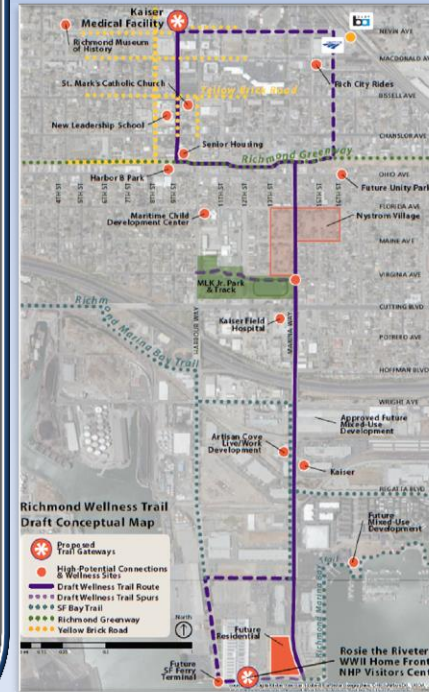 Kaiser
Medical Facility
Richmond Museum
of History
NEVIN AVE
MACDONALD AV
Rich City Rides
BISSELL AVE
St. Mark's Catholic Church
Yellow Brick Road
New Leadership School
CHANSLOR AVE
Senior Housing
Richmond Greenway
Harbor 8 Park
OHIO AVE
Future Unity Park
FLORIDA AVE
Nystrom Village
Maritime Child
Development Center
MAINE AVE
VIRGINIA AVE
MLK Jr. Park
& Track
CUTTING BLVD
Richmond Marina Bay Trail
HARBOUR WAY
MARINA WAY
Kaiser Field
Hospital
POTRERO AVE
HOFFMAN BLVD
WRIGHT AVE
Approved Future
Mixed-Use
Development
Artisan Cove
Live/Work
Development
Kaiser
REGATTA BLVD
Richmond Wellness Trail
Draft Conceptual Map
Future
Mixed-Use
Development
Proposed
Trail Gateways
High-Potential Connections
& Wellness Sites
Draft Wellness Trail Route
Draft Wellness Trail Spurs
SF Bay Trail
Richmond Greenway
Yellow Brick Road
North
Richmond Marina Bay Trail
Future
Residential
Future
SF Ferry
Terminal
Rosie the Riveter
WWII Home Front
NHP Visitors Cent